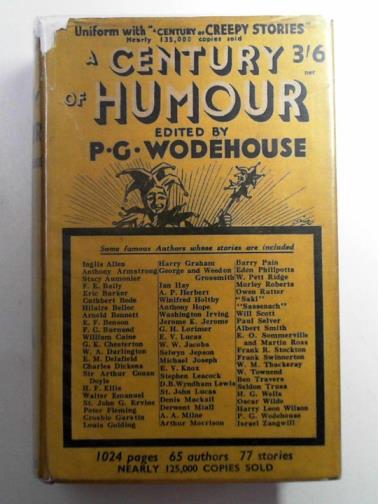 Uniform with "A CENTURY OF CREEPY STORIES"
Nearly 135,000 copies sold
A CENTURY 3'6
net
OF HUMOUR
EDITED BY
P·G·WODEHOUSE
Some famous Authors whose stories are included
Inglis Allen
Anthony Armstrong
Stacy Aumonier
F. E. Baily
Eric Barker
Cuthbert Bede
Hilaire Belloc
Arnold Bennett
E. F. Benson
F. C. Burnand
William Caine
G. K. Chesterton
W. A. Darlington
E. M. Delafield
Charles Dickens
Sir Arthur Conan
Doyle
H. F. Ellis
Walter Emanuel
St. John G. Ervine
Peter Fleming
Crosbie Garstin
Louis Golding
Harry Graham
George and Weedon
Grossmith
Ian Hay
A. P. Herbert
Winifred Holtby
Anthony Hope
Washington Irving
Jerome K. Jerome
G. H. Lorimer
E. V. Lucas
W. W. Jacobs
Selwyn Jepson
Michael Joseph
E. V. Knox
Stephen Leacock
D.B. Wyndham Lewis
St. John Lucas
Denis Mackail
Derwent Miall
A. A. Milne
Arthur Morrison
Barry Pain
Eden Phillpotts
W. Pett Ridge
Morley Roberts
Owen Rutter
"Saki"
"Sassenach"
Will Scott
Paul Selver
Albert Smith
E. O. Sommerville
and Martin Ross
Frank R. Stockton
Frank Swinnerton
W. M. Thackeray
W. Townend
Ben Travers
Seldon Truss
H. G. Wells
Oscar Wilde
Harry Leon Wilson
P. G. Wodehouse
Israel Zangwill
1024 pages 65 authors 77 stories
NEARLY 125,000 COPIES SOLD